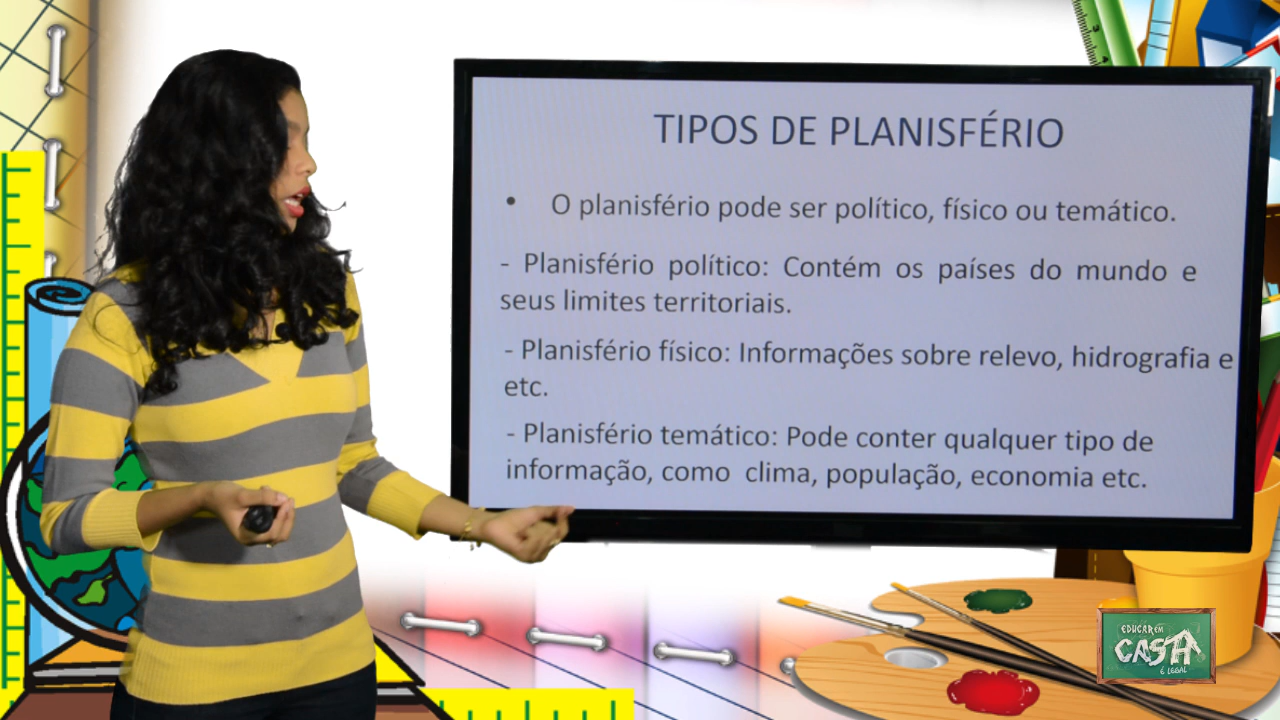 TIPOS DE PLANISFÉRIO
• O planisfério pode ser político, físico ou temático.
- Planisfério político: Contém os países do mundo e
seus limites territoriais.
- Planisfério físico: Informações sobre relevo, hidrografia e
etc.
- Planisfério temático: Pode conter qualquer tipo de
informação, como clima, população, economia etc.
EDUCAR EM
CASA
É LEGAL